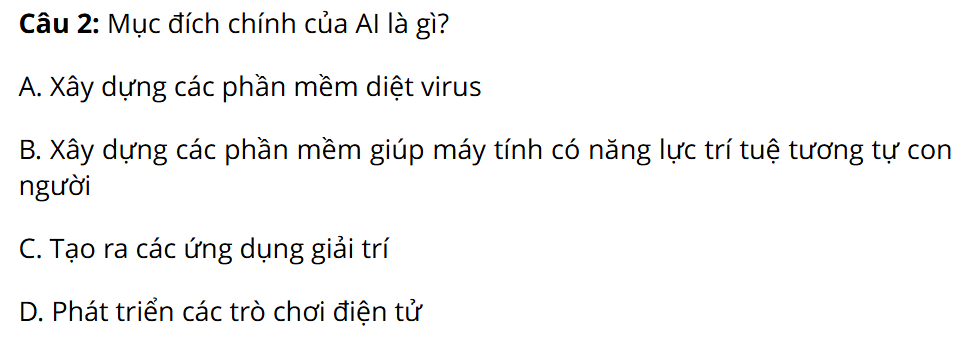 Câu 2: Mục đích chính của AI là gì?
A. Xây dựng các phần mềm diệt virus
B. Xây dựng các phần mềm giúp máy tính có năng lực trí tuệ tương tự con
người
C. Tạo ra các ứng dụng giải trí
D. Phát triển các trò chơi điện tử